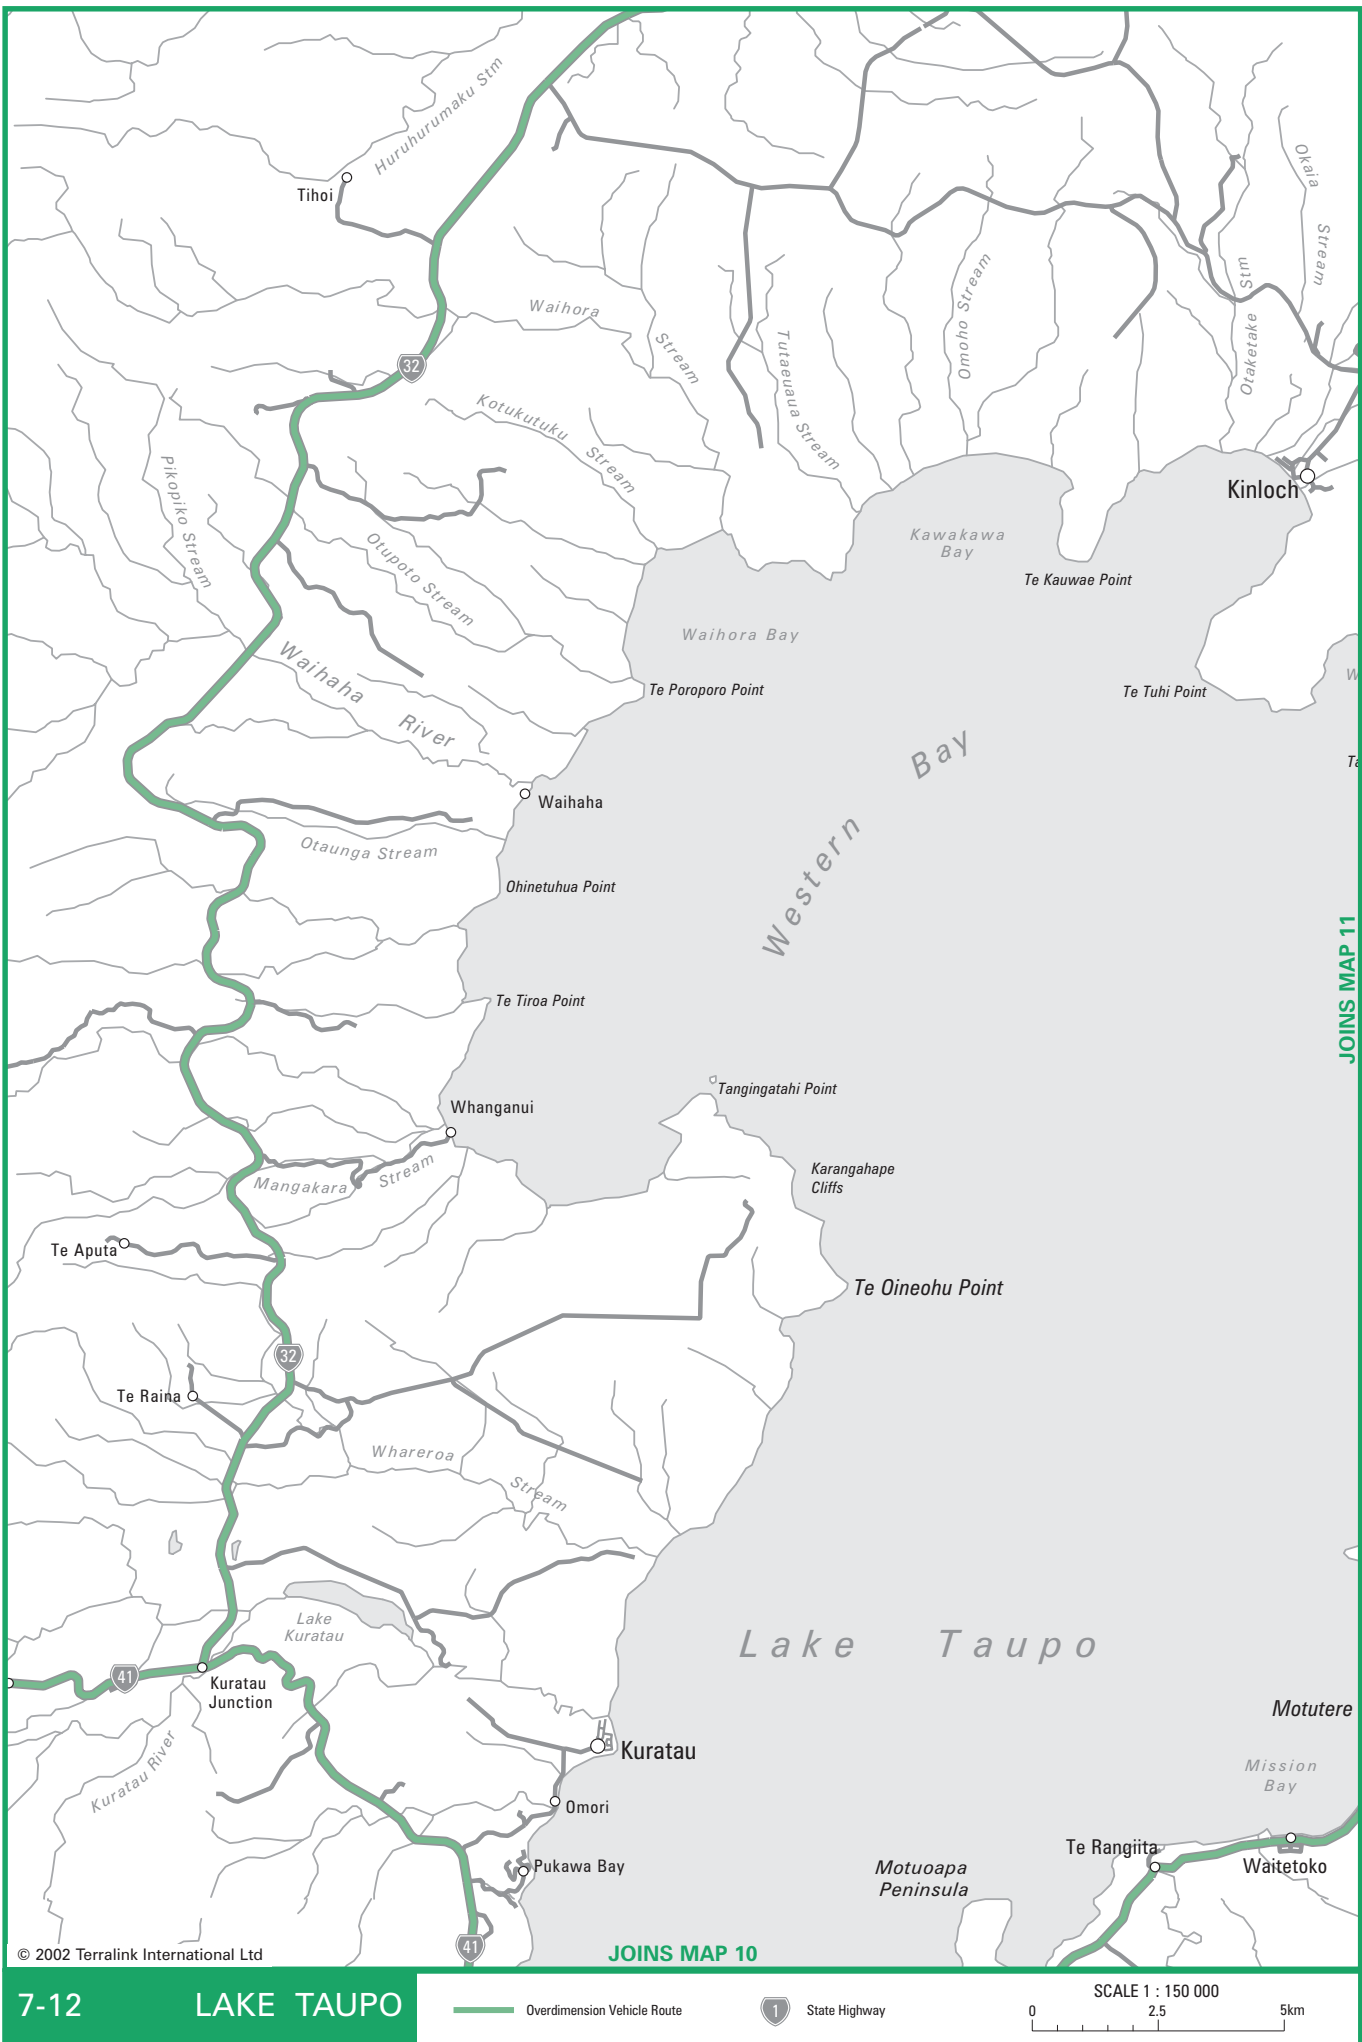 Huruhurumaku Stm
Tihoi
Okaia
Stream
Waihora
Stream
Omoho Stream
Otaketake Stm
Tutaeuaua Stream
32
Kotukutuku
Stream
Pikopiko Stream
Kinloch
Otupoto Stream
Kawakawa
Bay
Te Kauwae Point
Waihora Bay
Waihaha
River
Te Poroporo Point
Te Tuhi Point
W
Western Bay
Ta
Waihaha
Otaunga Stream
Ohinetuhua Point
JOINS MAP 11
Te Tiroa Point
Tangingatahi Point
Whanganui
Karangahape
Cliffs
Mangakara
Stream
Te Aputa
Te Oineohu Point
32
Te Raina
Whareroa
Stream
Lake
Kuratau
Lake Taupo
41
Kuratau
Junction
Motutere
Kuratau River
Kuratau
Mission
Bay
Omori
Te Rangiita
Waitetoko
Pukawa Bay
Motuoapa
Peninsula
41
© 2002 Terralink International Ltd
JOINS MAP 10
7-12 LAKE TAUPO
Overdimension Vehicle Route
1 State Highway
SCALE 1 : 150 000
0 2.5 5km